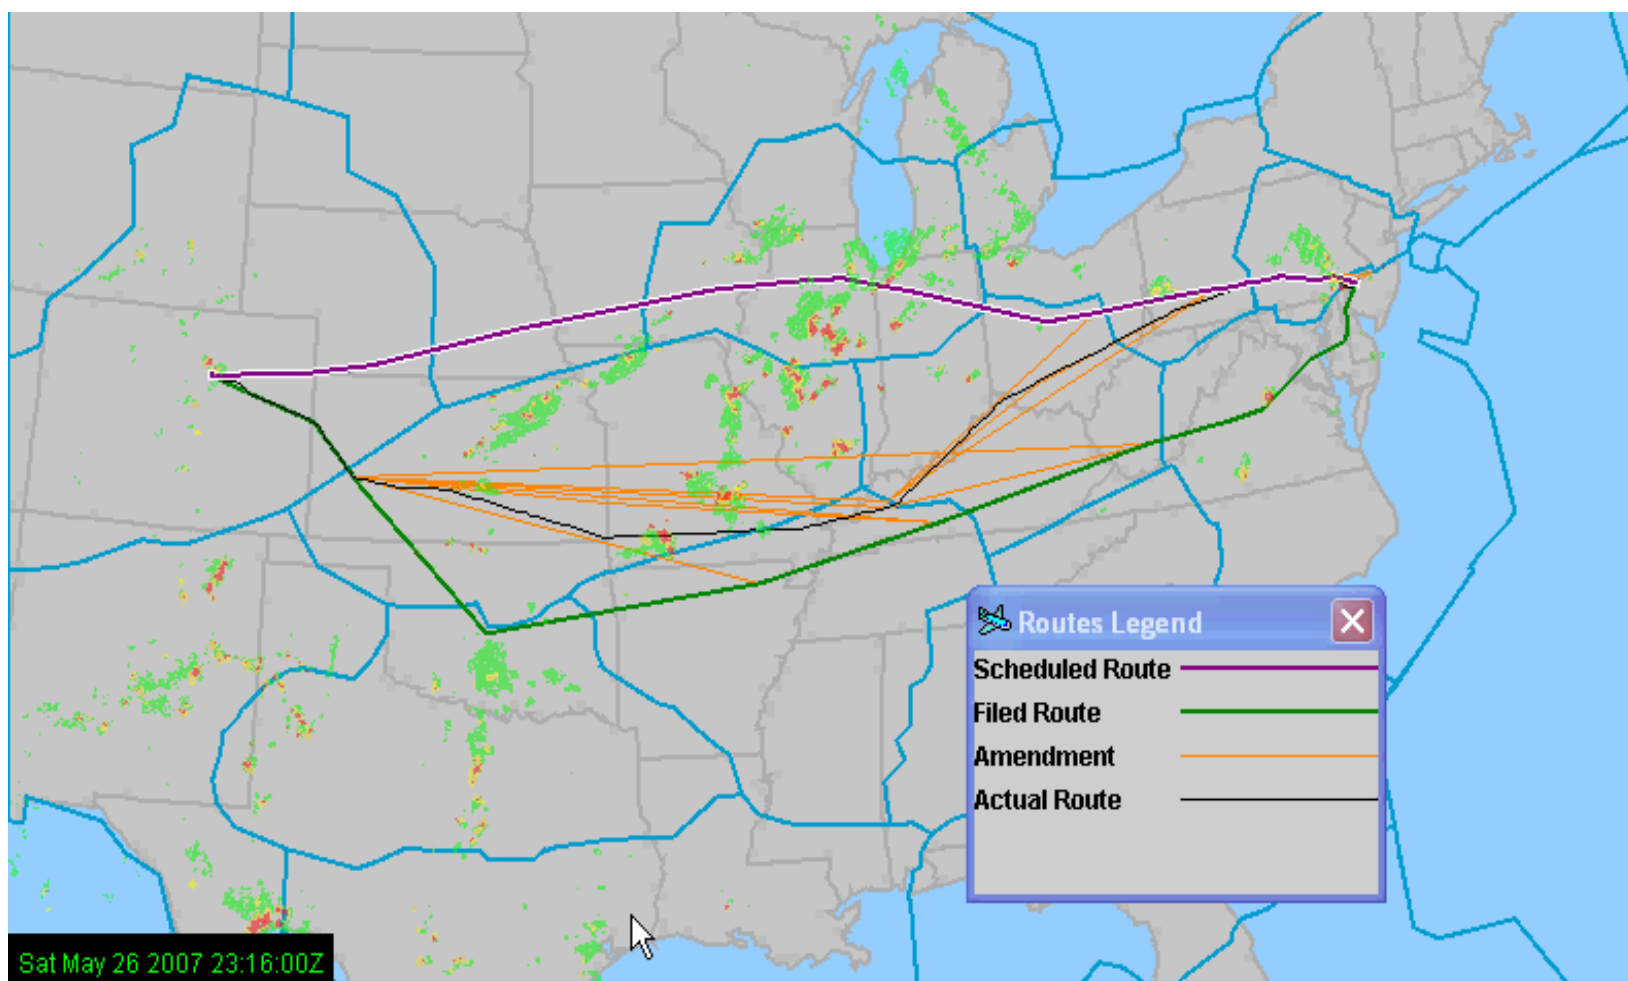 Routes Legend
Scheduled Route
Filed Route
Amendment
Actual Route
Sat May 26 2007 23:16:00Z